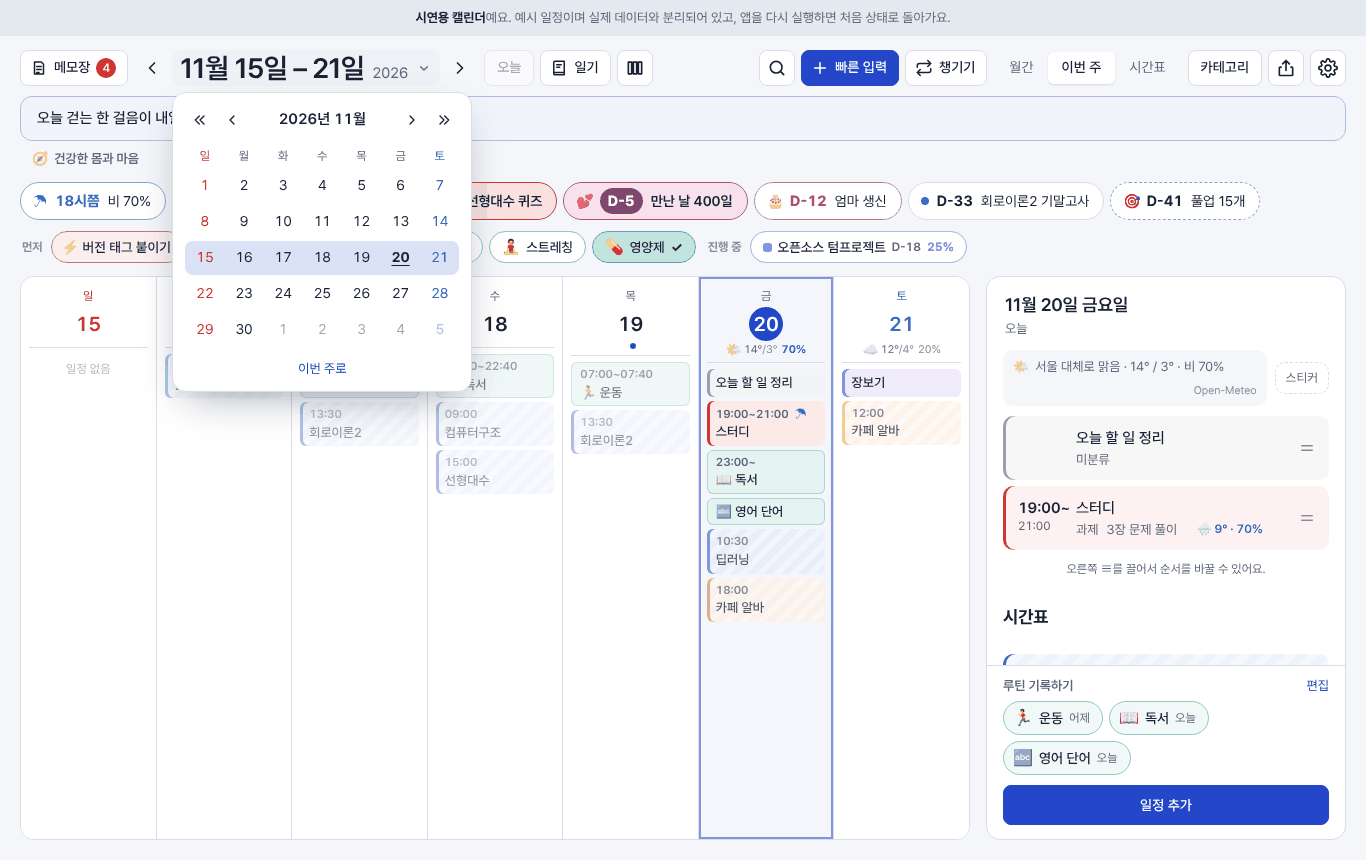 시연용 캘린더예요. 예시 일정이며 실제 데이터와 분리되어 있고, 앱을 다시 실행하면 처음 상태로 돌아가요.
메모장 4
11월 15일 – 21일 2026
오늘
일기
빠른 입력
챙기기
월간
이번 주
시간표
카테고리
오늘 걷는 한 걸음이
건강한 몸과 마음
2026년 11월
일 월 화 수 목 금 토
1 2 3 4 5 6 7
8 9 10 11 12 13 14
15 16 17 18 19 20 21
22 23 24 25 26 27 28
29 30 1 2 3 4 5
이번 주로
18시쯤 비 70%
선형대수 퀴즈
D-5 만난 날 400일
D-12 엄마 생신
D-33 회로이론2 기말고사
D-41 풀업 15개
먼저
버전 태그 붙이기
스트레칭
영양제
진행 중
오픈소스 텀프로젝트 D-18 25%
일
15
일정 없음
13:30
회로이론2
수
18
~22:40
독서
09:00
컴퓨터구조
15:00
선형대수
목
19
07:00~07:40
운동
13:30
회로이론2
금
20
14°/3° 70%
오늘 할 일 정리
19:00~21:00
스터디
23:00~
독서
abc 영어 단어
10:30
딥러닝
18:00
카페 알바
토
21
12°/4° 20%
장보기
12:00
카페 알바
11월 20일 금요일
오늘
서울 대체로 맑음 · 14° / 3° · 비 70%
Open-Meteo
스티커
오늘 할 일 정리
미분류
19:00~ 스터디
21:00 과제 3장 문제 풀이 9° · 70%
오른쪽 ≡를 끌어서 순서를 바꿀 수 있어요.
시간표
루틴 기록하기
편집
운동 어제
독서 오늘
abc 영어 단어 오늘
일정 추가